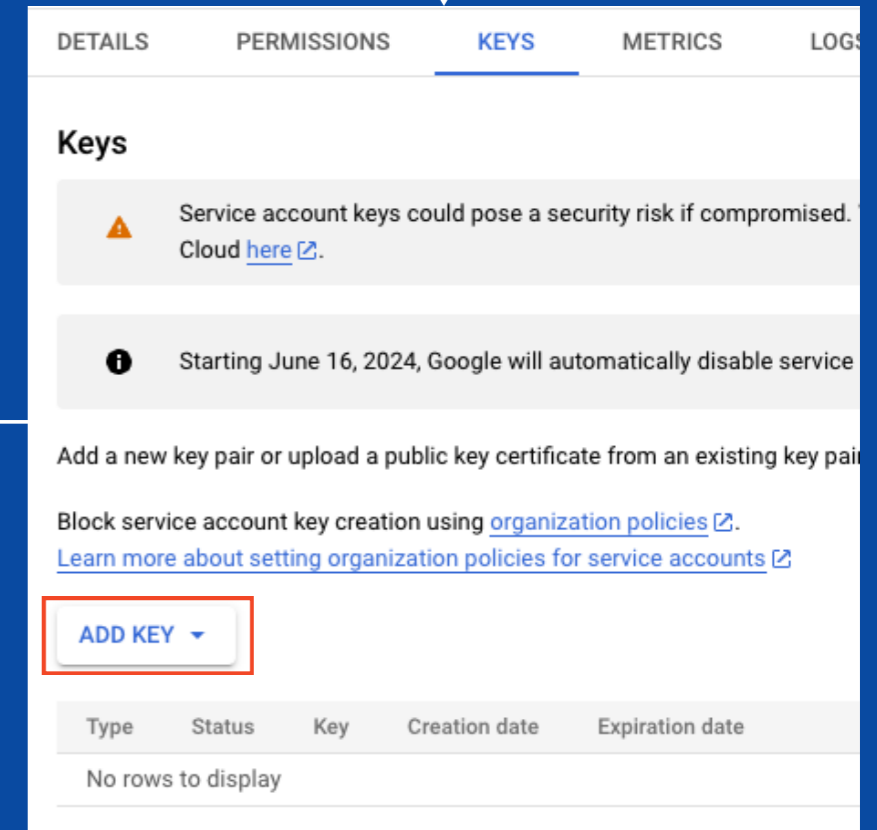 DETAILS PERMISSIONS KEYS METRICS LOGS
Keys
Service account keys could pose a security risk if compromised.
Cloud here.
Starting June 16, 2024, Google will automatically disable service
Add a new key pair or upload a public key certificate from an existing key pair
Block service account key creation using organization policies.
Learn more about setting organization policies for service accounts
ADD KEY
Type Status Key Creation date Expiration date
No rows to display